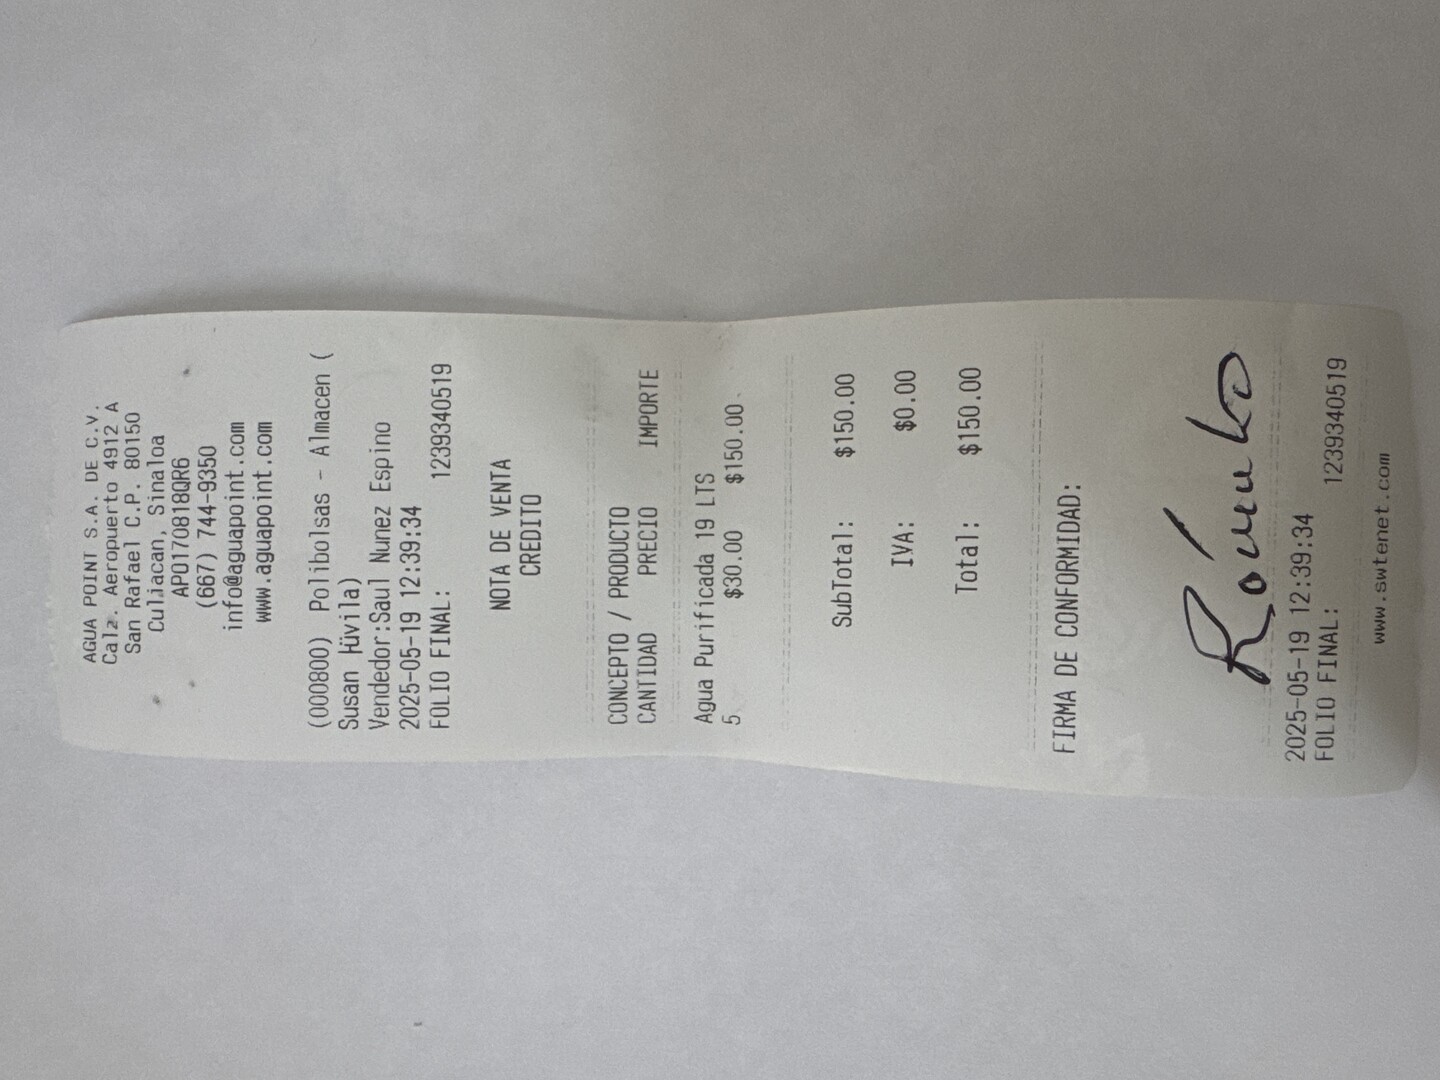 AGUA POINT S.A. DE C.V.
Calz. Aeropuerto 4912 A
San Rafael C.P. 80150
Culiacan, Sinaloa
APO170818QR6
(667) 744-9350
info@aguapoint.com
www.aguapoint.com
(000800) Polibolsas - Almacen (
Susan Huvila)
Vendedor:Saul Nunez Espino
2025-05-19 12:39:34
FOLIO FINAL: 1239340519
NOTA DE VENTA
CREDITO
CONCEPTO / PRODUCTO
CANTIDAD PRECIO IMPORTE
Agua Purificada 19 LTS
5 $30.00 $150.00
SubTotal: $150.00
IVA: $0.00
Total: $150.00
FIRMA DE CONFORMIDAD:
2025-05-19 12:39:34
FOLIO FINAL: 1239340519
www.swtenet.com